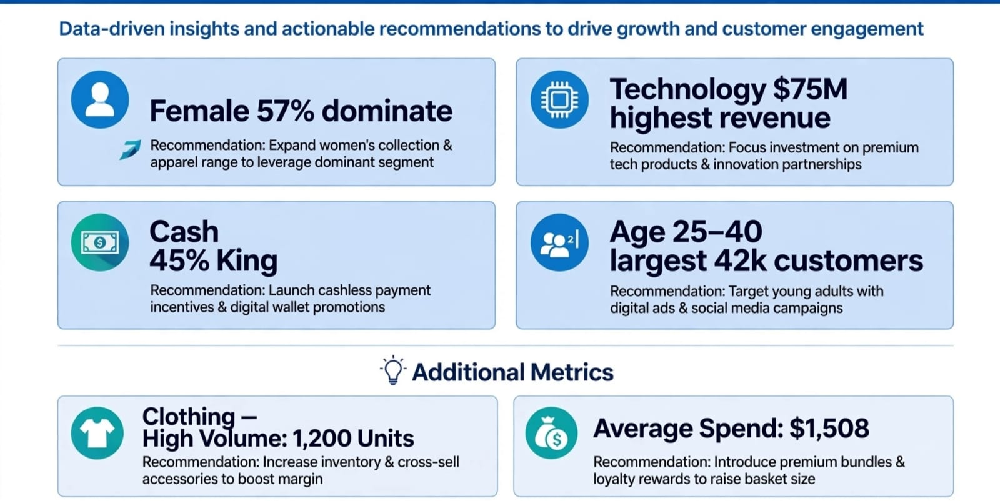 Data-driven insights and actionable recommendations to drive growth and customer engagement
Female 57% dominate
Recommendation: Expand women's collection &
apparel range to leverage dominant segment
Technology $75M
highest revenue
Recommendation: Focus investment on premium
tech products & innovation partnerships
Cash
45% King
Recommendation: Launch cashless payment
incentives & digital wallet promotions
2
Age 25–40
largest 42k customers
Recommendation: Target young adults with
digital ads & social media campaigns
Additional Metrics
Clothing –
High Volume: 1,200 Units
Recommendation: Increase inventory & cross-sell
accessories to boost margin
$
Average Spend: $1,508
Recommendation: Introduce premium bundles &
loyalty rewards to raise basket size